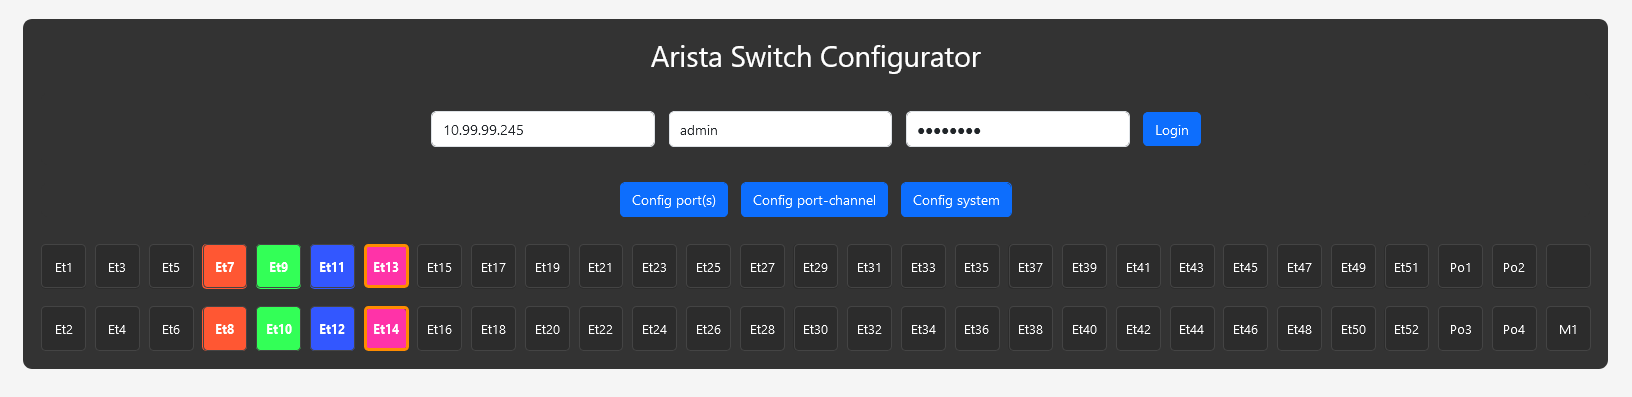 Arista Switch Configurator
10.99.99.245 admin ●●●●●●●● Login
Config port(s) Config port-channel Config system
Et1 Et3 Et5 Et7 Et9 Et11 Et13 Et15 Et17 Et19 Et21 Et23 Et25 Et27 Et29 Et31 Et33 Et35 Et37 Et39 Et41 Et43 Et45 Et47 Et49 Et51 Po1 Po2
Et2 Et4 Et6 Et8 Et10 Et12 Et14 Et16 Et18 Et20 Et22 Et24 Et26 Et28 Et30 Et32 Et34 Et36 Et38 Et40 Et42 Et44 Et46 Et48 Et50 Et52 Po3 Po4 M1